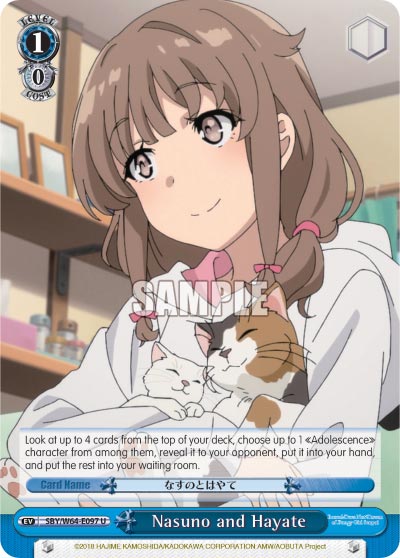 LEVEL
1
0
COST
SAMPLE
Look at up to 4 cards from the top of your deck, choose up to 1 «Adolescence»
character from among them, reveal it to your opponent, put it into your hand,
and put the rest into your waiting room.
Card Name
なすのとはやて
EV SBY/W64-E097 U
Nasuno and Hayate
©2018 HAJIME KAMOSHIDA/KADOKAWA CORPORATION AMW/AOBUTA Project